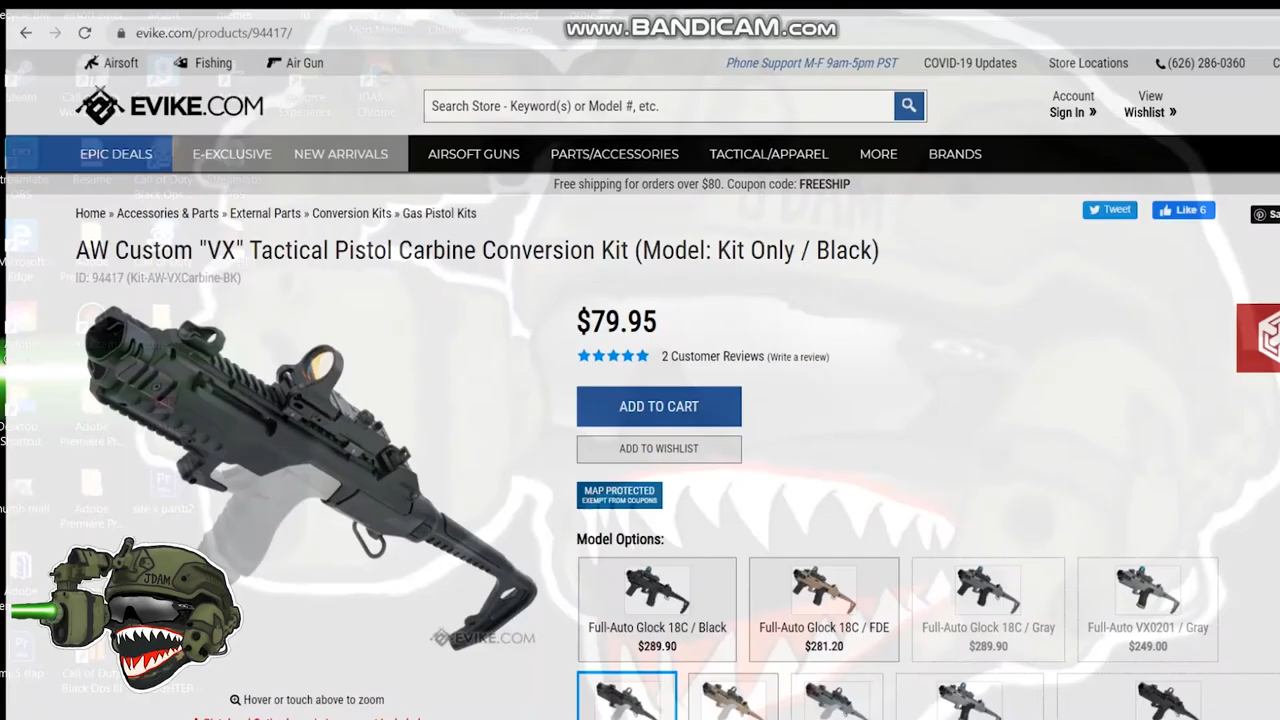 www.BANDICAM.com
evike.com/products/94417/
Airsoft
Fishing
Air Gun
Phone Support M-F 9am-5pm PST
COVID-19 Updates
Store Locations
(626) 286-0360
EVIKE.COM
Search Store - Keyword(s) or Model #, etc.
Account
Sign In »
View
Wishlist »
EPIC DEALS
E-EXCLUSIVE
NEW ARRIVALS
AIRSOFT GUNS
PARTS/ACCESSORIES
TACTICAL/APPAREL
MORE
BRANDS
Free shipping for orders over $80. Coupon code: FREESHIP
Home » Accessories & Parts » External Parts » Conversion Kits » Gas Pistol Kits
Tweet
Like 6
AW Custom "VX" Tactical Pistol Carbine Conversion Kit (Model: Kit Only / Black)
ID: 94417 (Kit-AW-VXCarbine-BK)
$79.95
2 Customer Reviews (Write a review)
ADD TO CART
ADD TO WISHLIST
MAP PROTECTED
EXEMPT FROM COUPONS
Model Options:
Full-Auto Glock 18C / Black
$289.90
Full-Auto Glock 18C / FDE
$281.20
Full-Auto Glock 18C / Gray
$289.90
Full-Auto VX0201 / Gray
$249.00
EVIKE.COM
JDAM
Hover or touch above to zoom